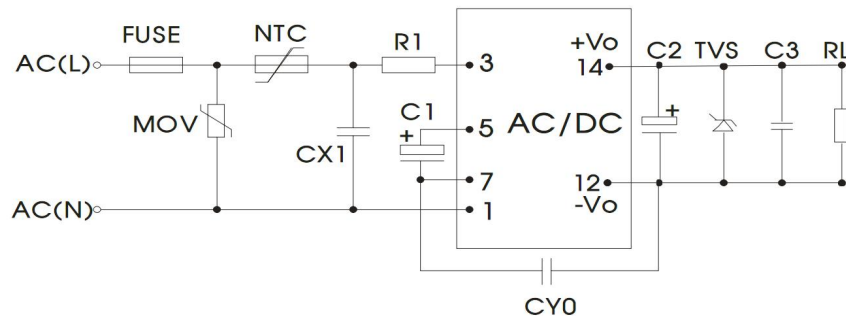 FUSE
NTC
R1
+Vo
C2
TVS
C3
RL
AC(L)
3
14
MOV
C1
+
5
AC/DC
+
CX1
7
12
AC(N)
1
-Vo
CY0